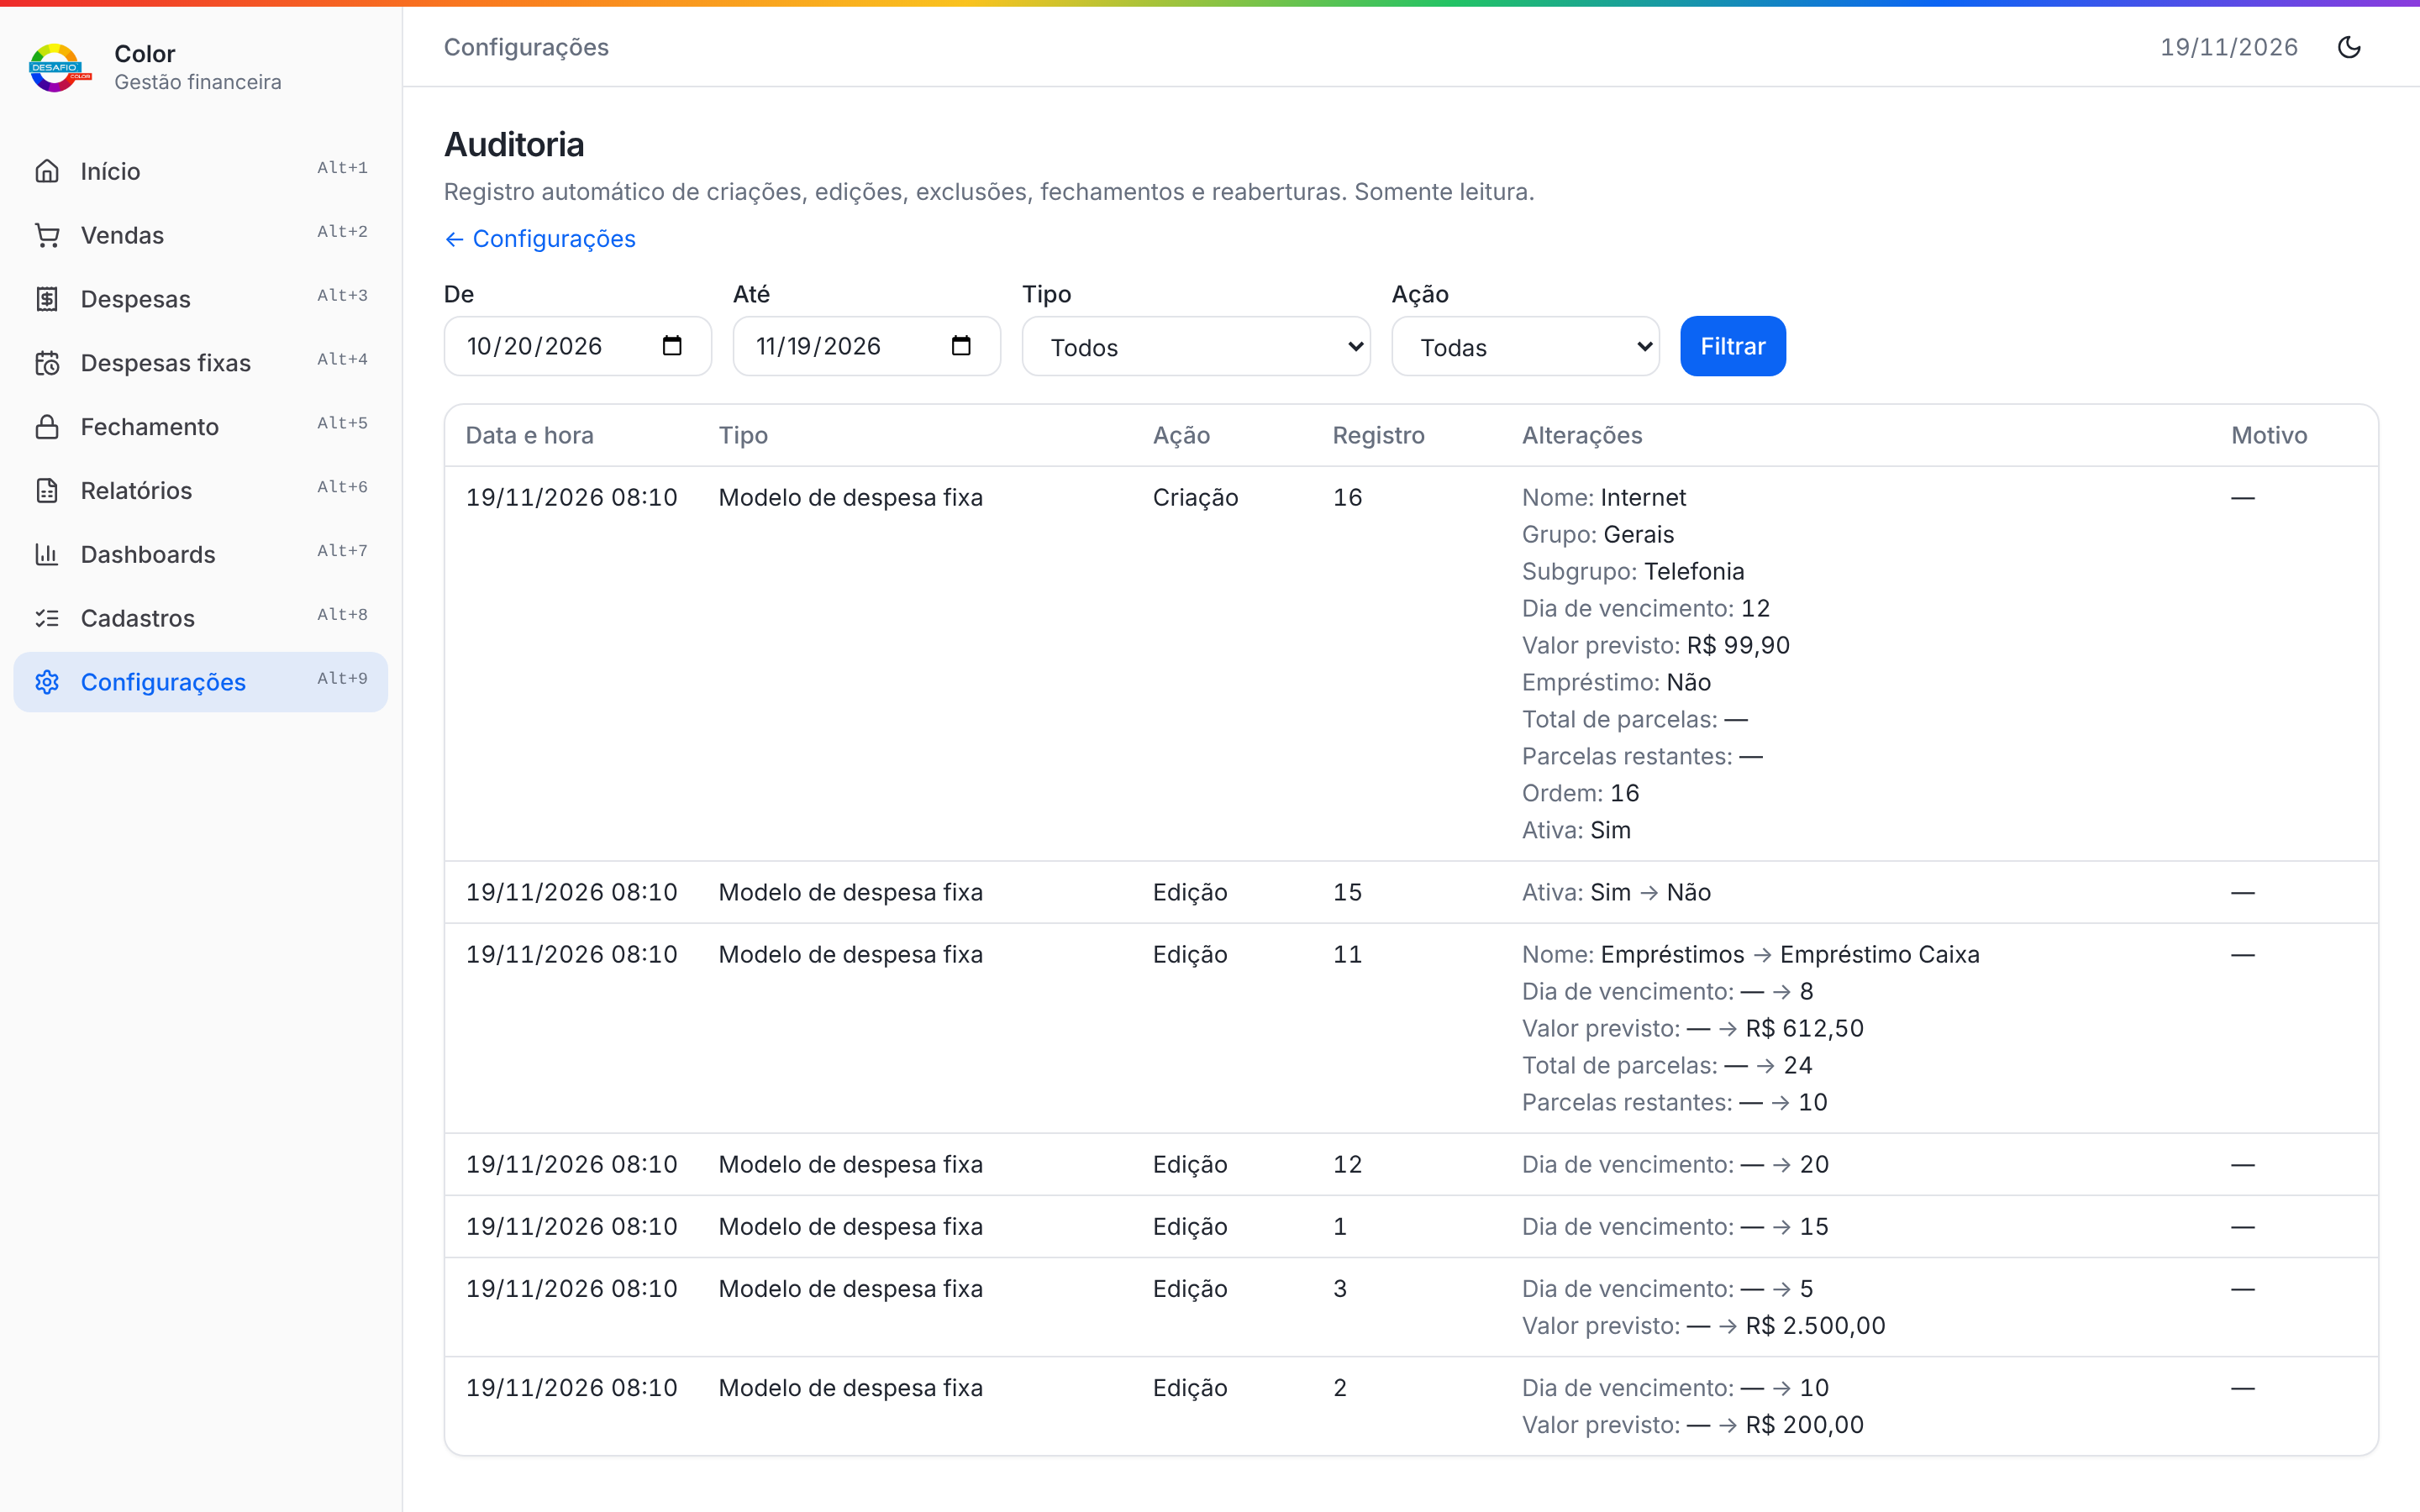 DESAFIO
COLOR
Color
Gestão financeira
Início Alt+1
Vendas Alt+2
Despesas Alt+3
Despesas fixas Alt+4
Fechamento Alt+5
Relatórios Alt+6
Dashboards Alt+7
Cadastros Alt+8
Configurações Alt+9
Configurações 19/11/2026
Auditoria
Registro automático de criações, edições, exclusões, fechamentos e reaberturas. Somente leitura.
← Configurações
De Até Tipo Ação
10/20/2026 11/19/2026 Todos Todas Filtrar
Data e hora Tipo Ação Registro Alterações Motivo
19/11/2026 08:10 Modelo de despesa fixa Criação 16 Nome: Internet —
Grupo: Gerais
Subgrupo: Telefonia
Dia de vencimento: 12
Valor previsto: R$ 99,90
Empréstimo: Não
Total de parcelas: —
Parcelas restantes: —
Ordem: 16
Ativa: Sim
19/11/2026 08:10 Modelo de despesa fixa Edição 15 Ativa: Sim → Não —
19/11/2026 08:10 Modelo de despesa fixa Edição 11 Nome: Empréstimos → Empréstimo Caixa —
Dia de vencimento: — → 8
Valor previsto: — → R$ 612,50
Total de parcelas: — → 24
Parcelas restantes: — → 10
19/11/2026 08:10 Modelo de despesa fixa Edição 12 Dia de vencimento: — → 20 —
19/11/2026 08:10 Modelo de despesa fixa Edição 1 Dia de vencimento: — → 15 —
19/11/2026 08:10 Modelo de despesa fixa Edição 3 Dia de vencimento: — → 5 —
Valor previsto: — → R$ 2.500,00
19/11/2026 08:10 Modelo de despesa fixa Edição 2 Dia de vencimento: — → 10 —
Valor previsto: — → R$ 200,00